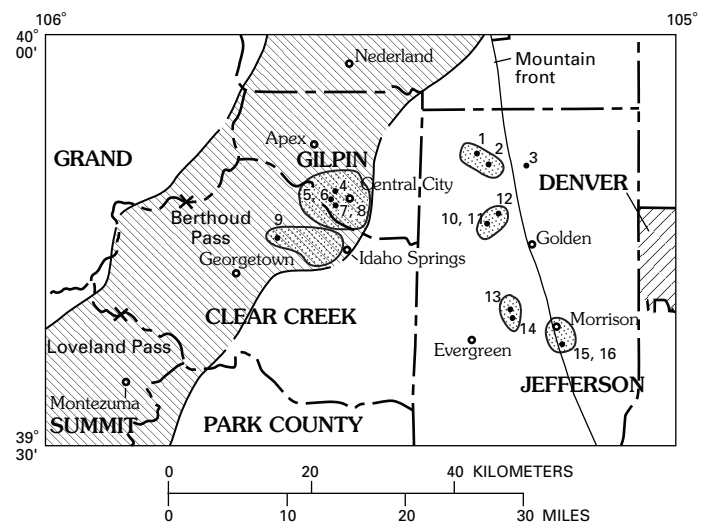 106°
105°
40°
00'
Nederland
Mountain
front
Apex
GRAND
GILPIN
1
2
3
4
5, 6
7, 8
Central City
DENVER
Berthoud
Pass
9
10, 11
12
Golden
Georgetown
Idaho Springs
CLEAR CREEK
13
14
Morrison
Loveland Pass
Evergreen
15, 16
JEFFERSON
Montezuma
SUMMIT
PARK COUNTY
39°
30'
0 20 40 KILOMETERS
0 10 20 30 MILES